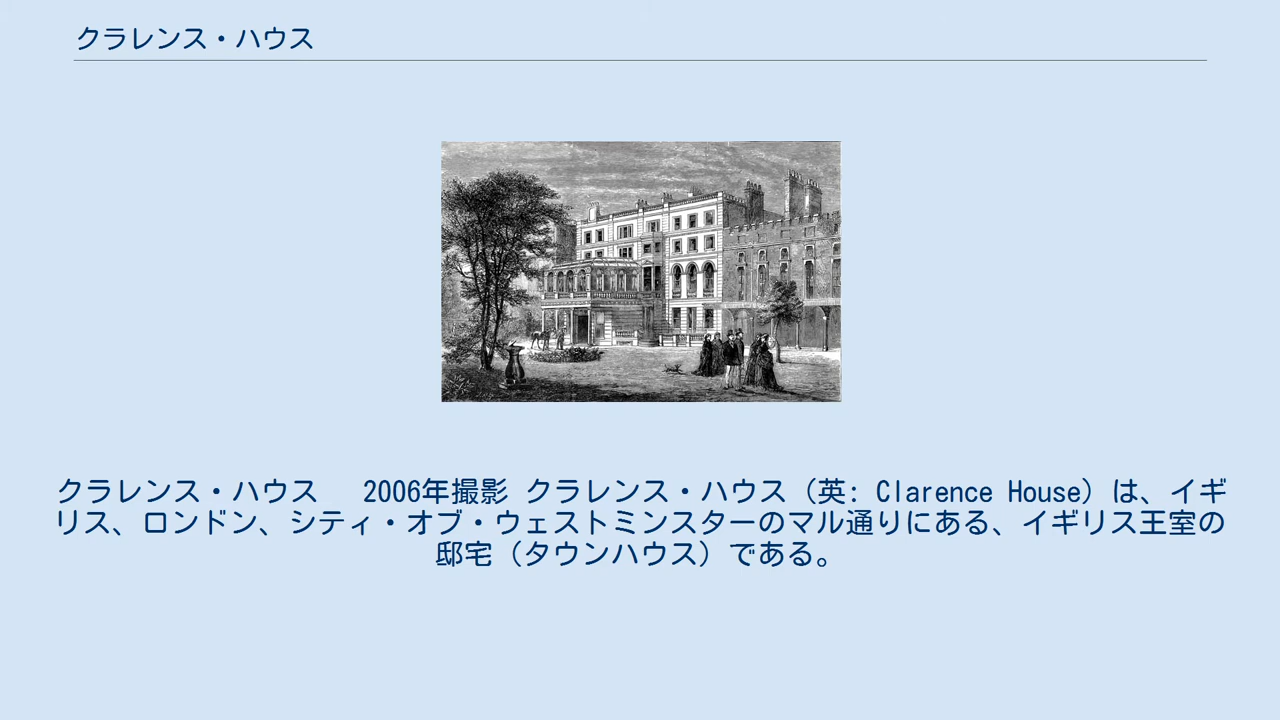 クラレンス・ハウス
クラレンス・ハウス　 2006年撮影 クラレンス・ハウス（英: Clarence House）は、イギ
リス、ロンドン、シティ・オブ・ウェストミンスターのマル通りにある、イギリス王室の
邸宅（タウンハウス）である。